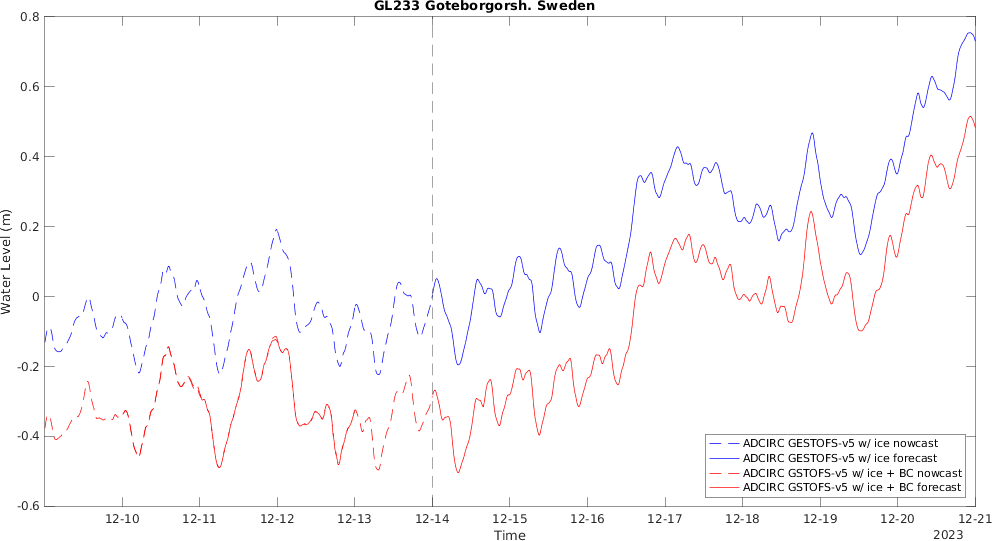 GL233 Goteborgorsh. Sweden
Water Level (m)
0.8
0.6
0.4
0.2
0
-0.2
-0.4
-0.6
ADCIRC GESTOFS-v5 w/ ice nowcast
ADCIRC GESTOFS-v5 w/ ice forecast
ADCIRC GSTOFS-v5 w/ ice + BC nowcast
ADCIRC GSTOFS-v5 w/ ice + BC forecast
12-10 12-11 12-12 12-13 12-14 12-15 12-16 12-17 12-18 12-19 12-20 12-21
Time
2023